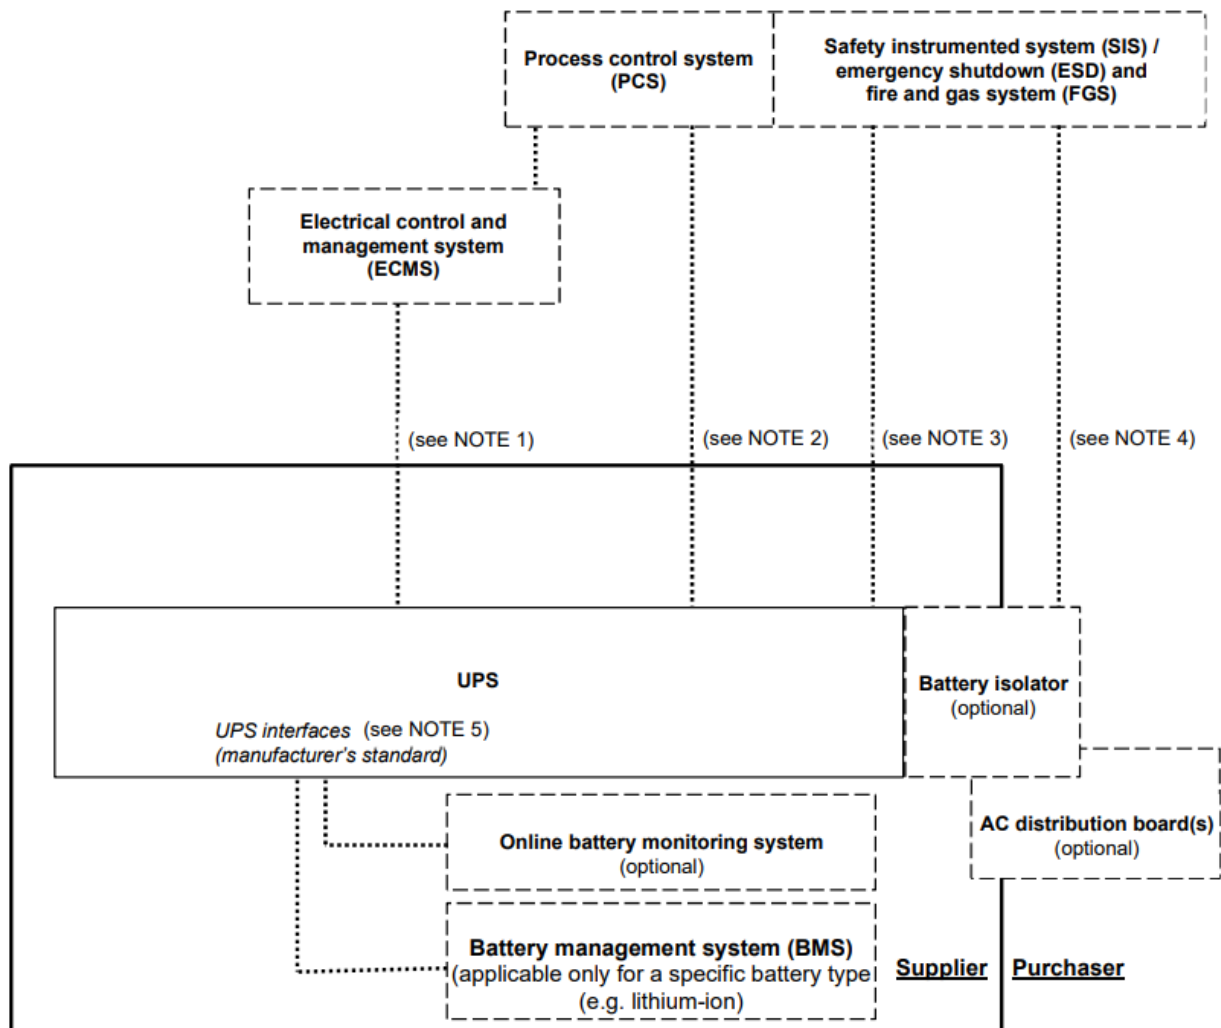 Process control system
(PCS)
Safety instrumented system (SIS) /
emergency shutdown (ESD) and
fire and gas system (FGS)
Electrical control and
management system
(ECMS)
(see NOTE 1)
(see NOTE 2)
(see NOTE 3)
(see NOTE 4)
UPS
UPS interfaces (see NOTE 5)
(manufacturer's standard)
Battery isolator
(optional)
Online battery monitoring system
(optional)
AC distribution board(s)
(optional)
Battery management system (BMS)
(applicable only for a specific battery type
(e.g. lithium-ion)
Supplier
Purchaser